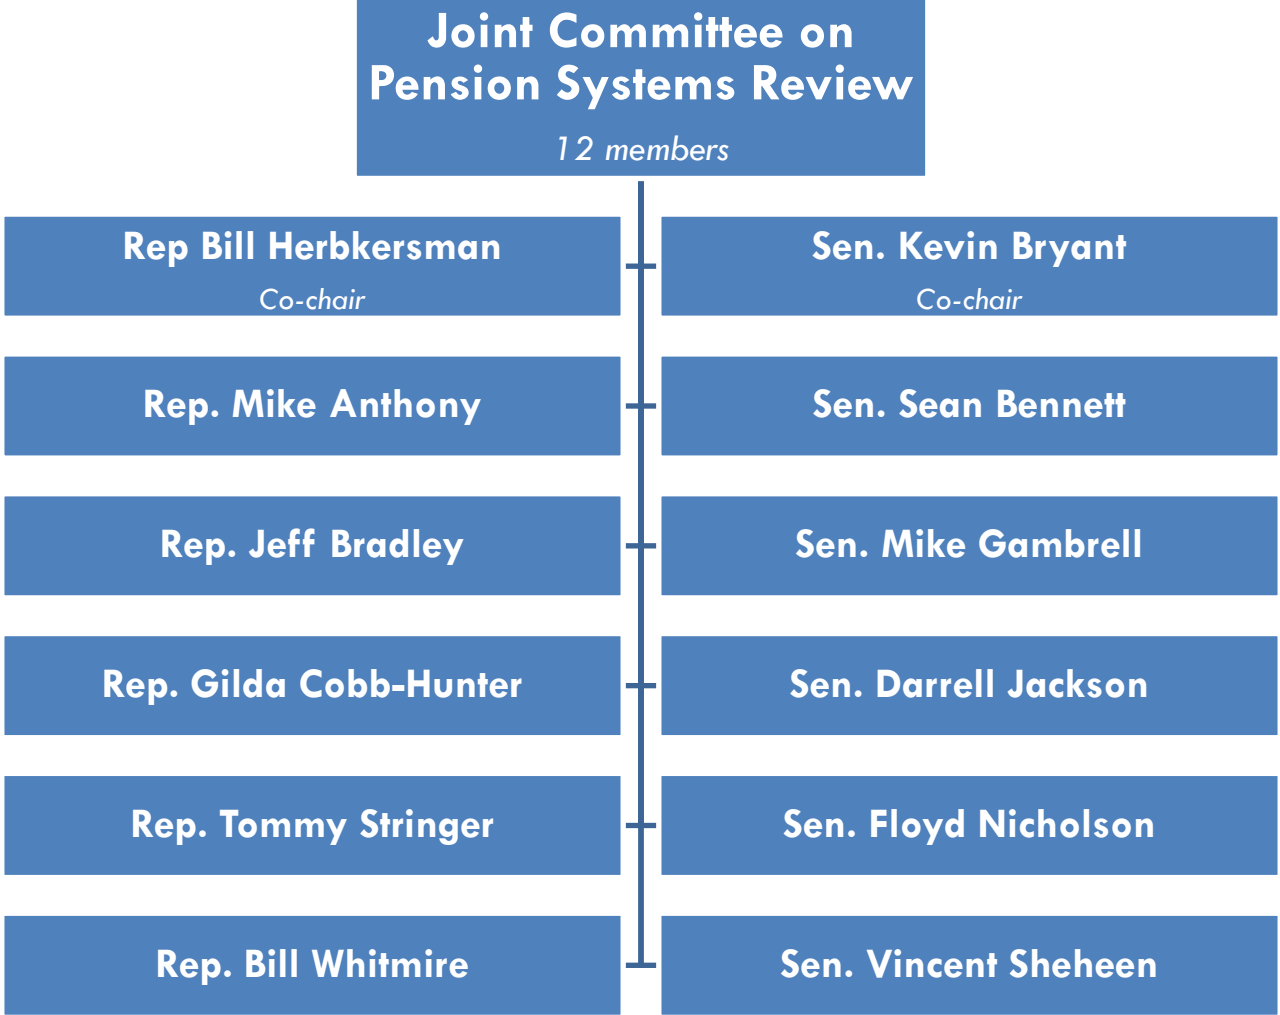 Joint Committee on
Pension Systems Review
12 members
Rep Bill Herbkersman
Co-chair
Sen. Kevin Bryant
Co-chair
Rep. Mike Anthony
Sen. Sean Bennett
Rep. Jeff Bradley
Sen. Mike Gambrell
Rep. Gilda Cobb-Hunter
Sen. Darrell Jackson
Rep. Tommy Stringer
Sen. Floyd Nicholson
Rep. Bill Whitmire
Sen. Vincent Sheheen